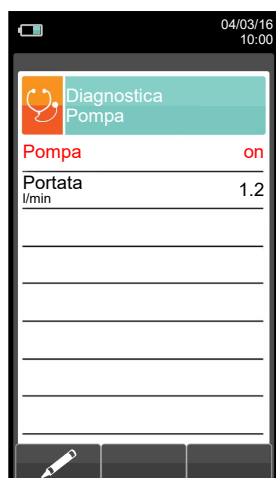 04/03/16
10:00
Diagnostica
Pompa
Pompa on
Portata 1.2
l/min